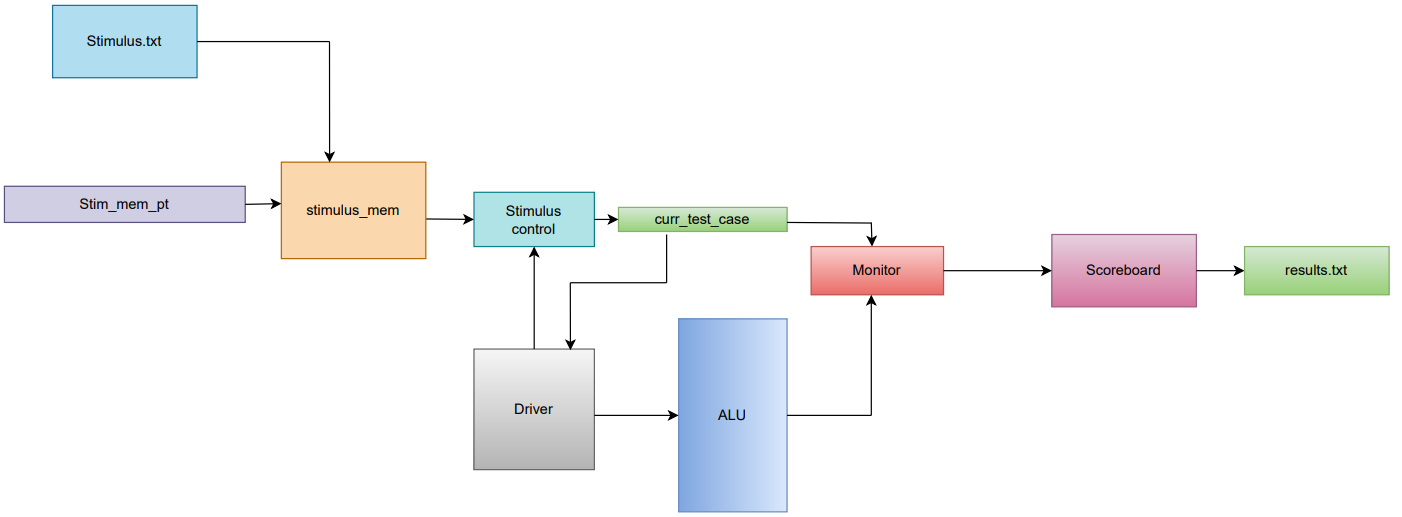 Stimulus.txt
Stim_mem_pt
stimulus_mem
Stimulus
control
curr_test_case
Monitor
Scoreboard
results.txt
Driver
ALU